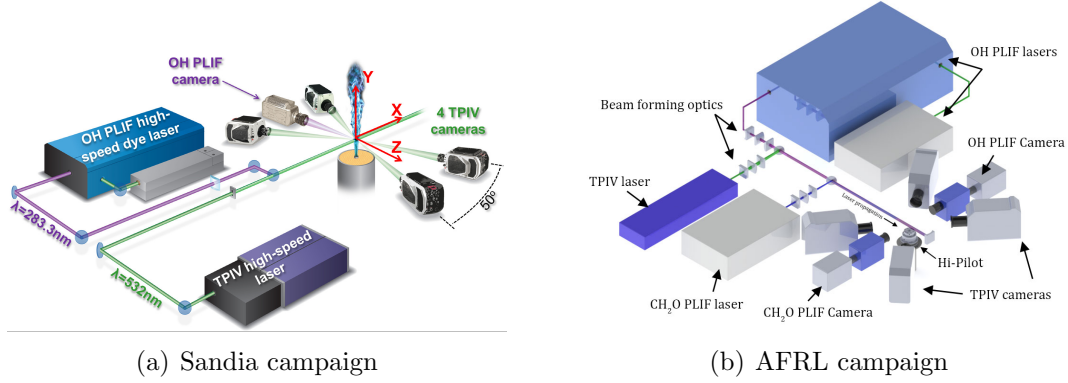 OH PLIF
camera
Y
X
Z
4 TPIV
cameras
50º
OH PLIF high-
speed dye laser
λ=283.3nm
TPIV high-speed
laser
λ=532nm
(a) Sandia campaign
OH PLIF lasers
Beam forming optics
OH PLIF Camera
TPIV laser
Laser propagation
Hi-Pilot
TPIV cameras
CH₂O PLIF laser
CH₂O PLIF Camera
(b) AFRL campaign